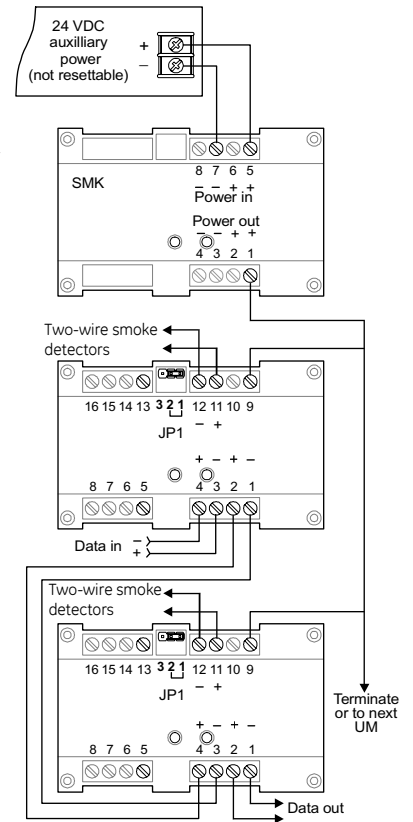 24 VDC
auxilliary
power
(not resettable)
+
–
8 7 6 5
SMK
– – + +
Power in
Power out
– – + +
4 3 2 1
Two-wire smoke
detectors
16 15 14 13 3 2 1 12 11 10 9
JP1 – +
+ – + –
8 7 6 5 4 3 2 1
Data in –
+
Two-wire smoke
detectors
16 15 14 13 3 2 1 12 11 10 9
JP1 – +
Terminate
or to next
UM
+ – + –
8 7 6 5 4 3 2 1
Data out